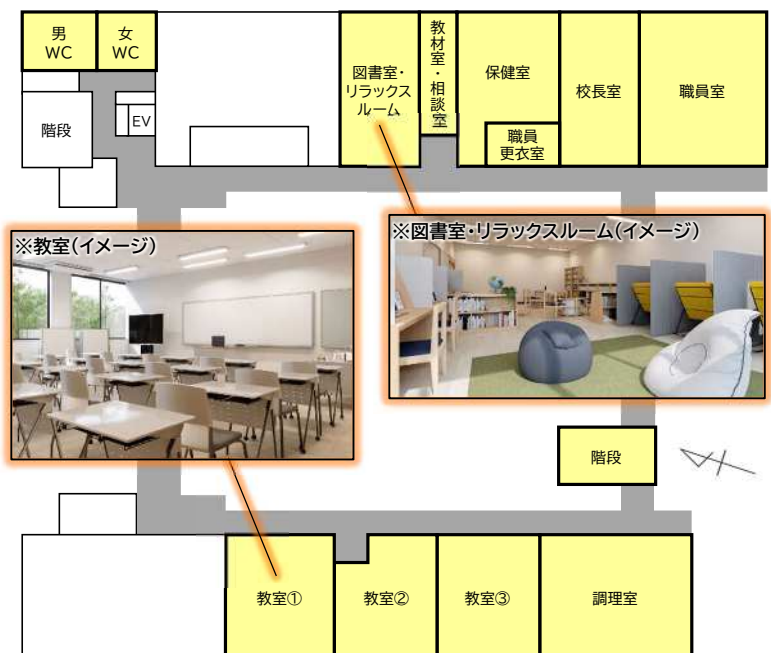 男
WC
女
WC
階段
EV
図書室・
リラックス
ルーム
教材室・相談室
保健室
職員
更衣室
校長室
職員室
※教室(イメージ)
※図書室・リラックスルーム(イメージ)
階段
教室①
教室②
教室③
調理室